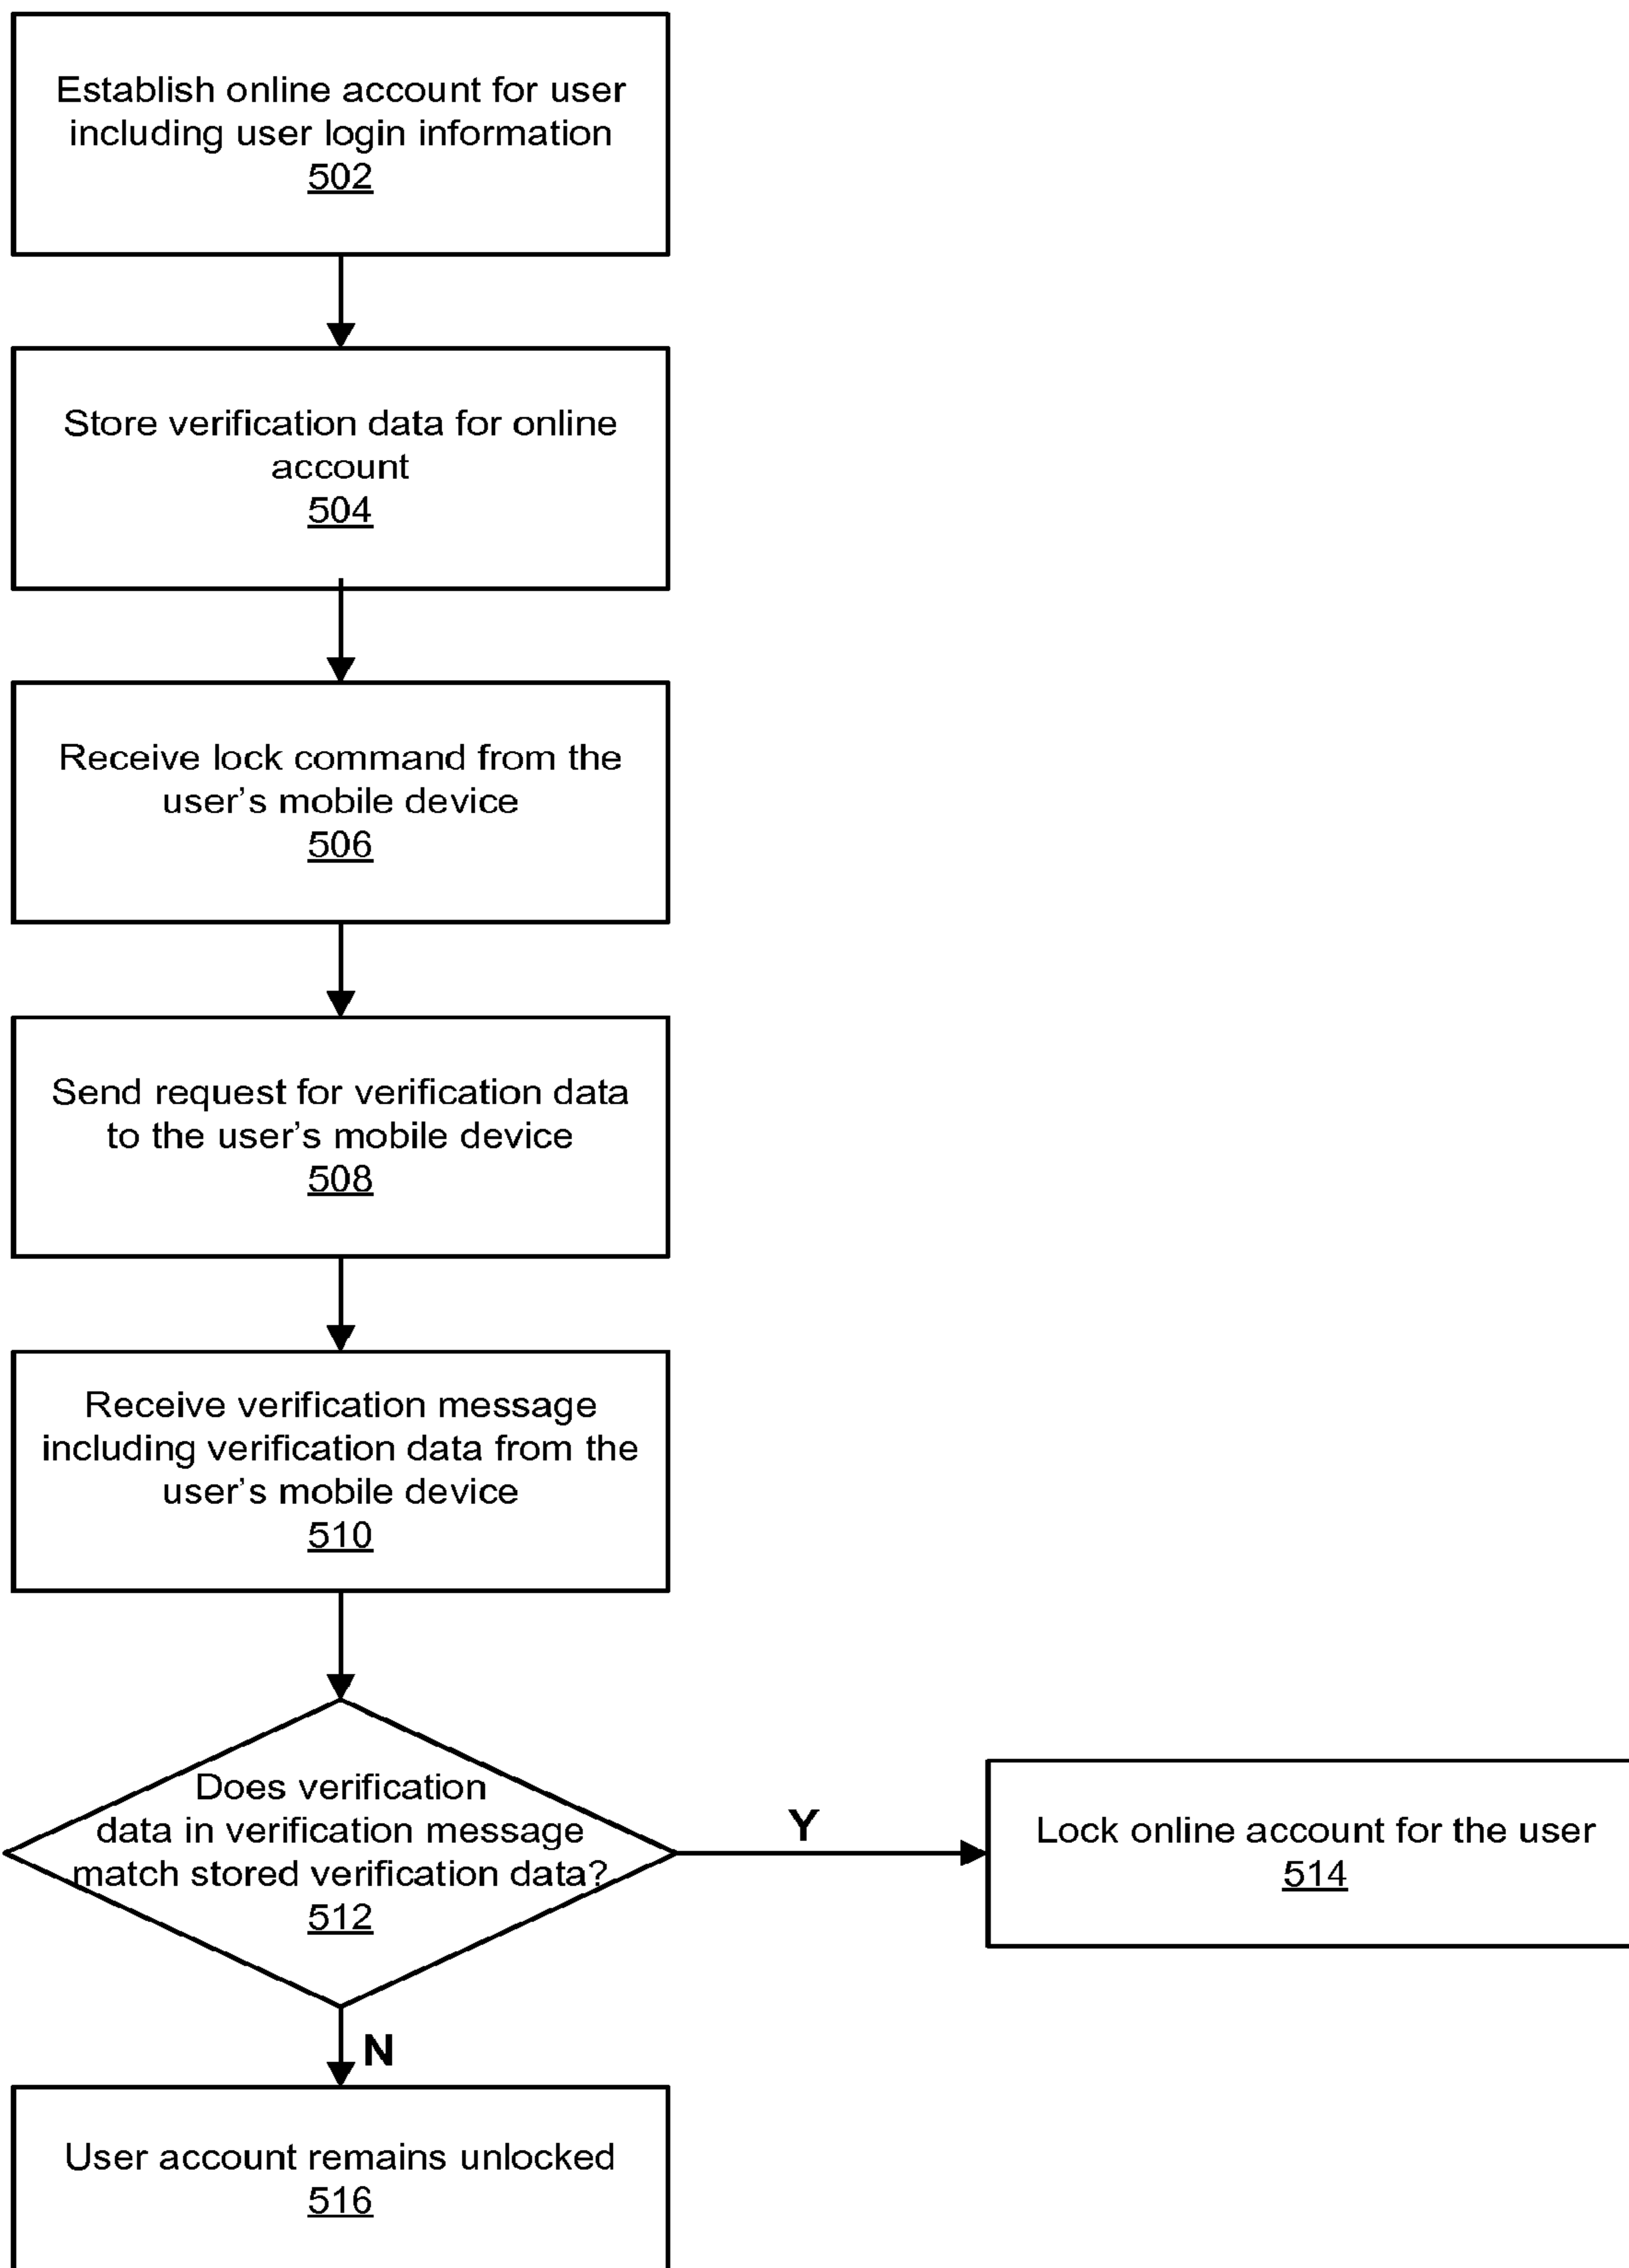 Establish online account for user
including user login information
502
Store verification data for online
account
504
Receive lock command from the
user's mobile device
506
Send request for verification data
to the user's mobile device
508
Receive verification message
including verification data from the
user's mobile device
510
Does verification
data in verification message
match stored verification data?
512
Y
Lock online account for the user
514
N
User account remains unlocked
516